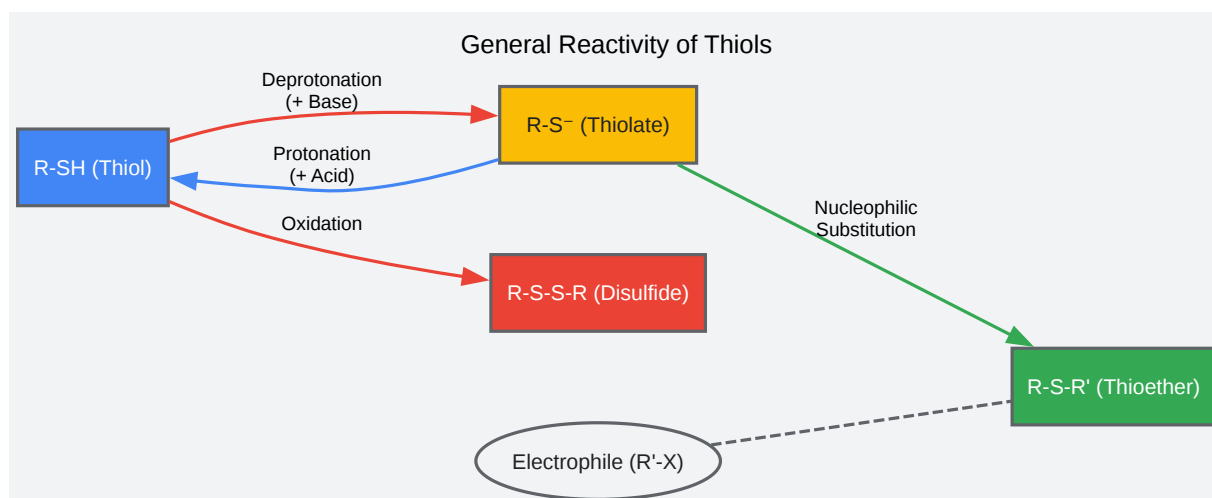 General Reactivity of Thiols
Deprotonation
(+ Base)
R-S⁻ (Thiolate)
R-SH (Thiol)
Protonation
(+ Acid)
Oxidation
Nucleophilic
Substitution
R-S-S-R (Disulfide)
R-S-R' (Thioether)
Electrophile (R'-X)